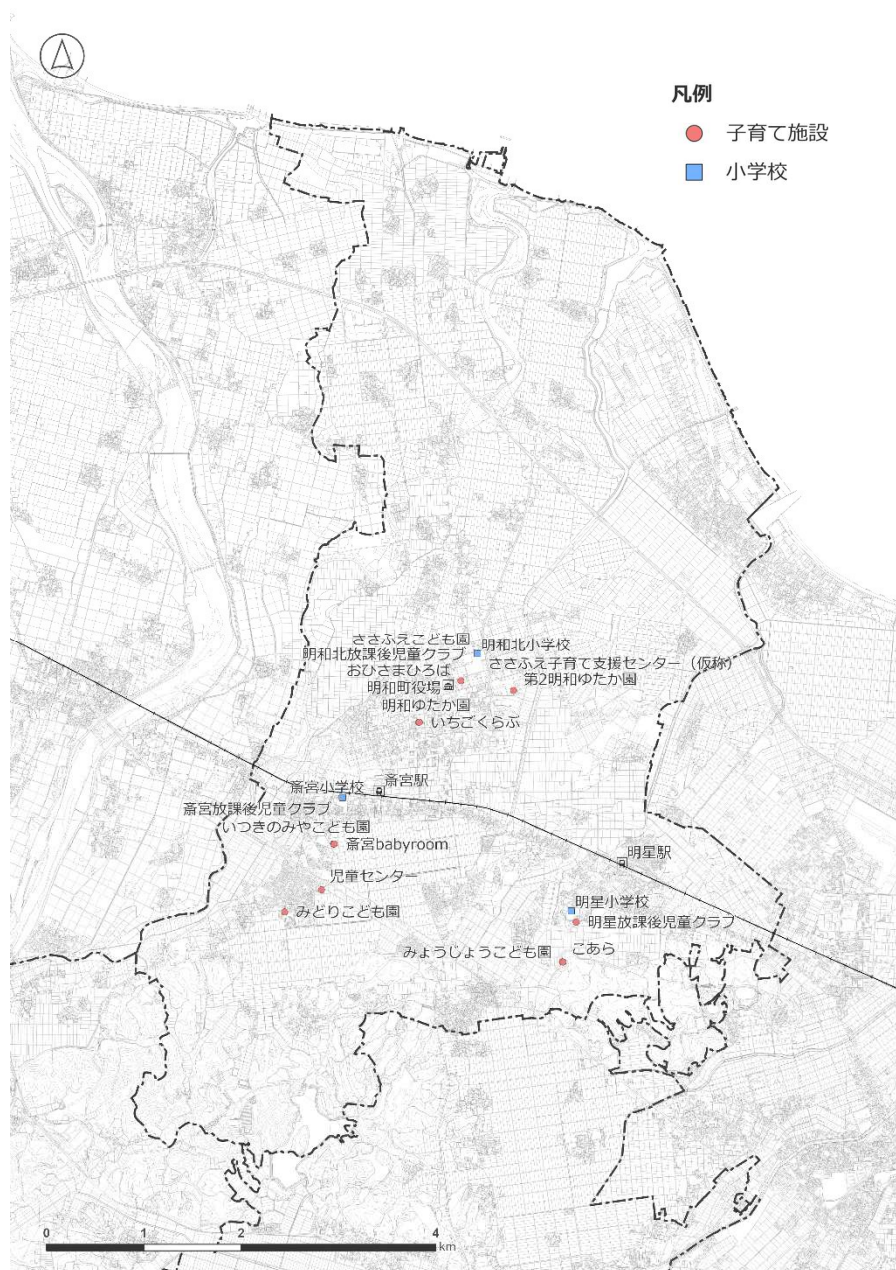 凡例
子育て施設
小学校
ささふえこども園
明和北小学校
明和北放課後児童クラブ
ささふえ子育て支援センター（仮称）
おひさまひろば
第2明和ゆたか園
明和町役場
明和ゆたか園
いちごくらぶ
斎宮駅
斎宮小学校
斎宮放課後児童クラブ
いつきのみやこども園
斎宮babyroom
明星駅
児童センター
みどりこども園
明星小学校
明星放課後児童クラブ
みょうじょうこども園
こあら
0 1 2 4
km